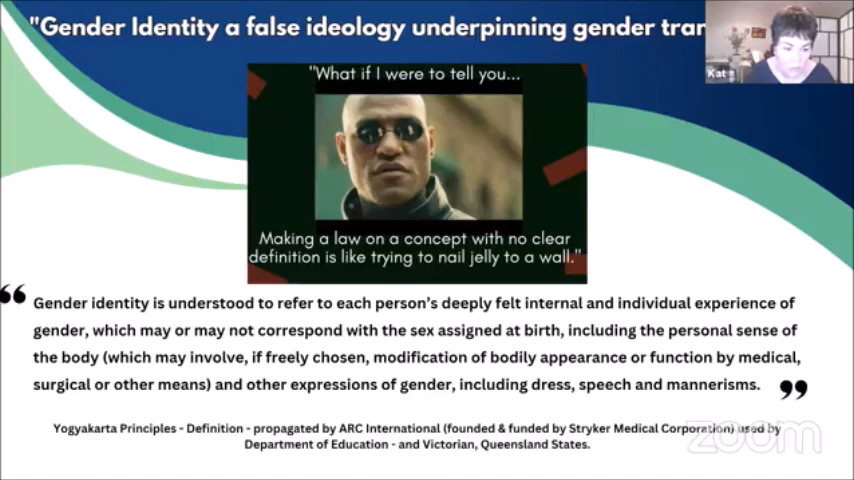 "Gender Identity a false ideology underpinning gender
Kat
"What if I were to tell you...
Making a law on a concept with no clear
definition is like trying to nail jelly to a wall."
“ Gender identity is understood to refer to each person’s deeply felt internal and individual experience of
gender, which may or may not correspond with the sex assigned at birth, including the personal sense of
the body (which may involve, if freely chosen, modification of bodily appearance or function by medical,
surgical or other means) and other expressions of gender, including dress, speech and mannerisms. ”
Yogyakarta Principles - Definition - propagated by ARC International (founded & funded by Stryker Medical Corporation) used by
Department of Education - and Victorian, Queensland States.
zoom